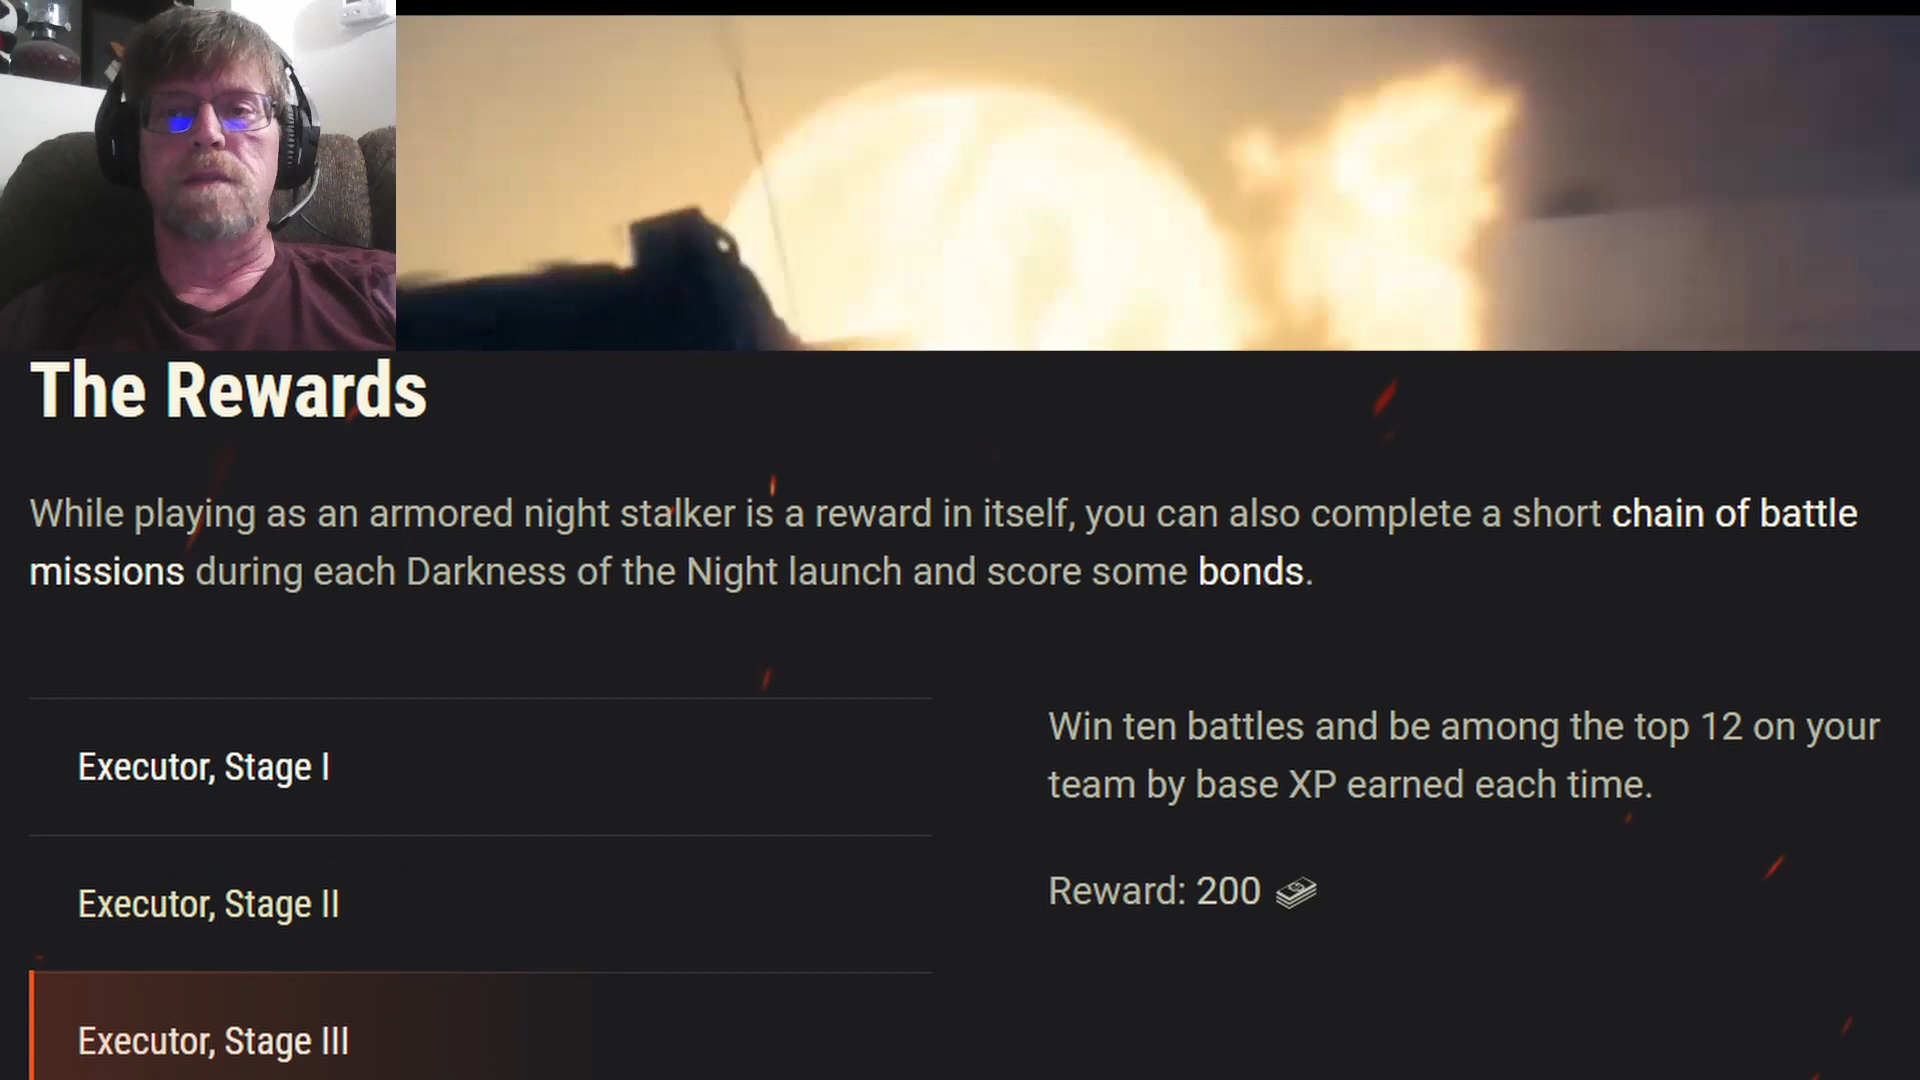 The Rewards
While playing as an armored night stalker is a reward in itself, you can also complete a short chain of battle
missions during each Darkness of the Night launch and score some bonds.
Executor, Stage I
Executor, Stage II
Executor, Stage III
Win ten battles and be among the top 12 on your
team by base XP earned each time.
Reward: 200